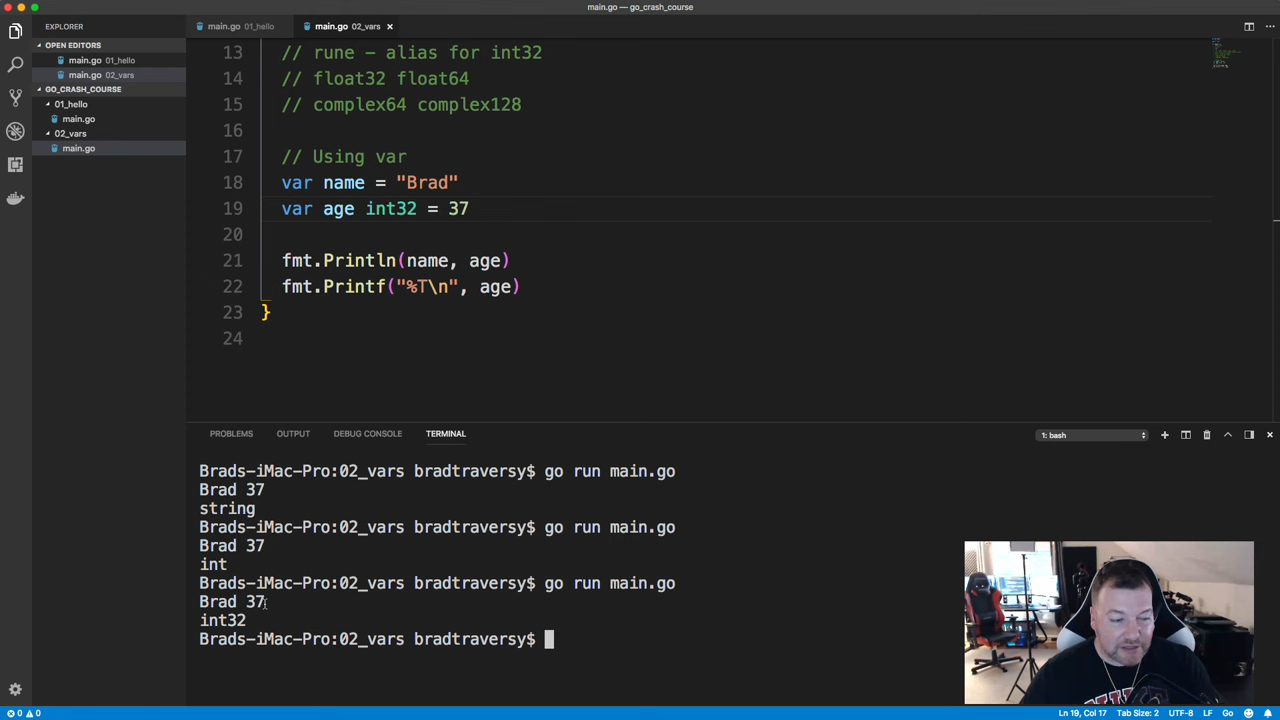 main.go — go_crash_course
EXPLORER
main.go 01_hello
main.go 02_vars
OPEN EDITORS
main.go 01_hello
main.go 02_vars
GO_CRASH_COURSE
01_hello
main.go
02_vars
main.go
13 // rune – alias for int32
14 // float32 float64
15 // complex64 complex128
16
17 // Using var
18 var name = "Brad"
19 var age int32 = 37
20
21 fmt.Println(name, age)
22 fmt.Printf("%T\n", age)
23 }
24
PROBLEMS OUTPUT DEBUG CONSOLE TERMINAL 1: bash
Brads-iMac-Pro:02_vars bradtraversy$ go run main.go
Brad 37
string
Brads-iMac-Pro:02_vars bradtraversy$ go run main.go
Brad 37
int
Brads-iMac-Pro:02_vars bradtraversy$ go run main.go
Brad 37
int32
Brads-iMac-Pro:02_vars bradtraversy$
0 0 Ln 19, Col 17 Tab Size: 2 UTF-8 LF Go